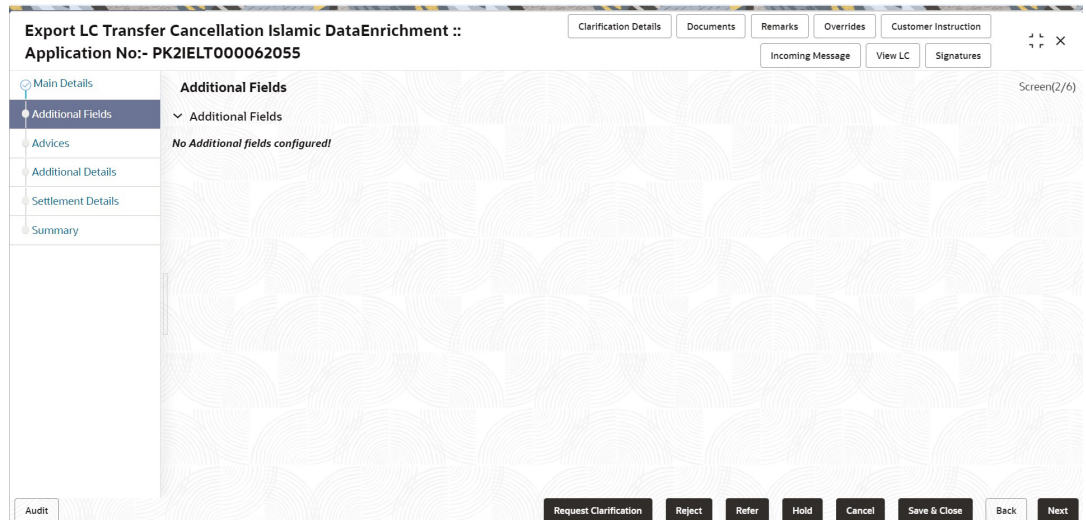 Export LC Transfer Cancellation Islamic DataEnrichment ::
Application No:- PK2IELT000062055
Clarification Details
Documents
Remarks
Overrides
Customer Instruction
Incoming Message
View LC
Signatures
Main Details
Additional Fields
Advices
Additional Details
Settlement Details
Summary
Additional Fields
Screen(2/6)
Additional Fields
No Additional fields configured!
Audit
Request Clarification
Reject
Refer
Hold
Cancel
Save & Close
Back
Next